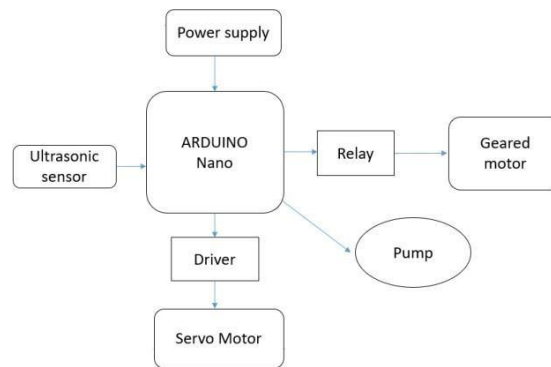 Power supply
ARDUINO
Nano
Ultrasonic
sensor
Relay
Geared
motor
Driver
Pump
Servo Motor